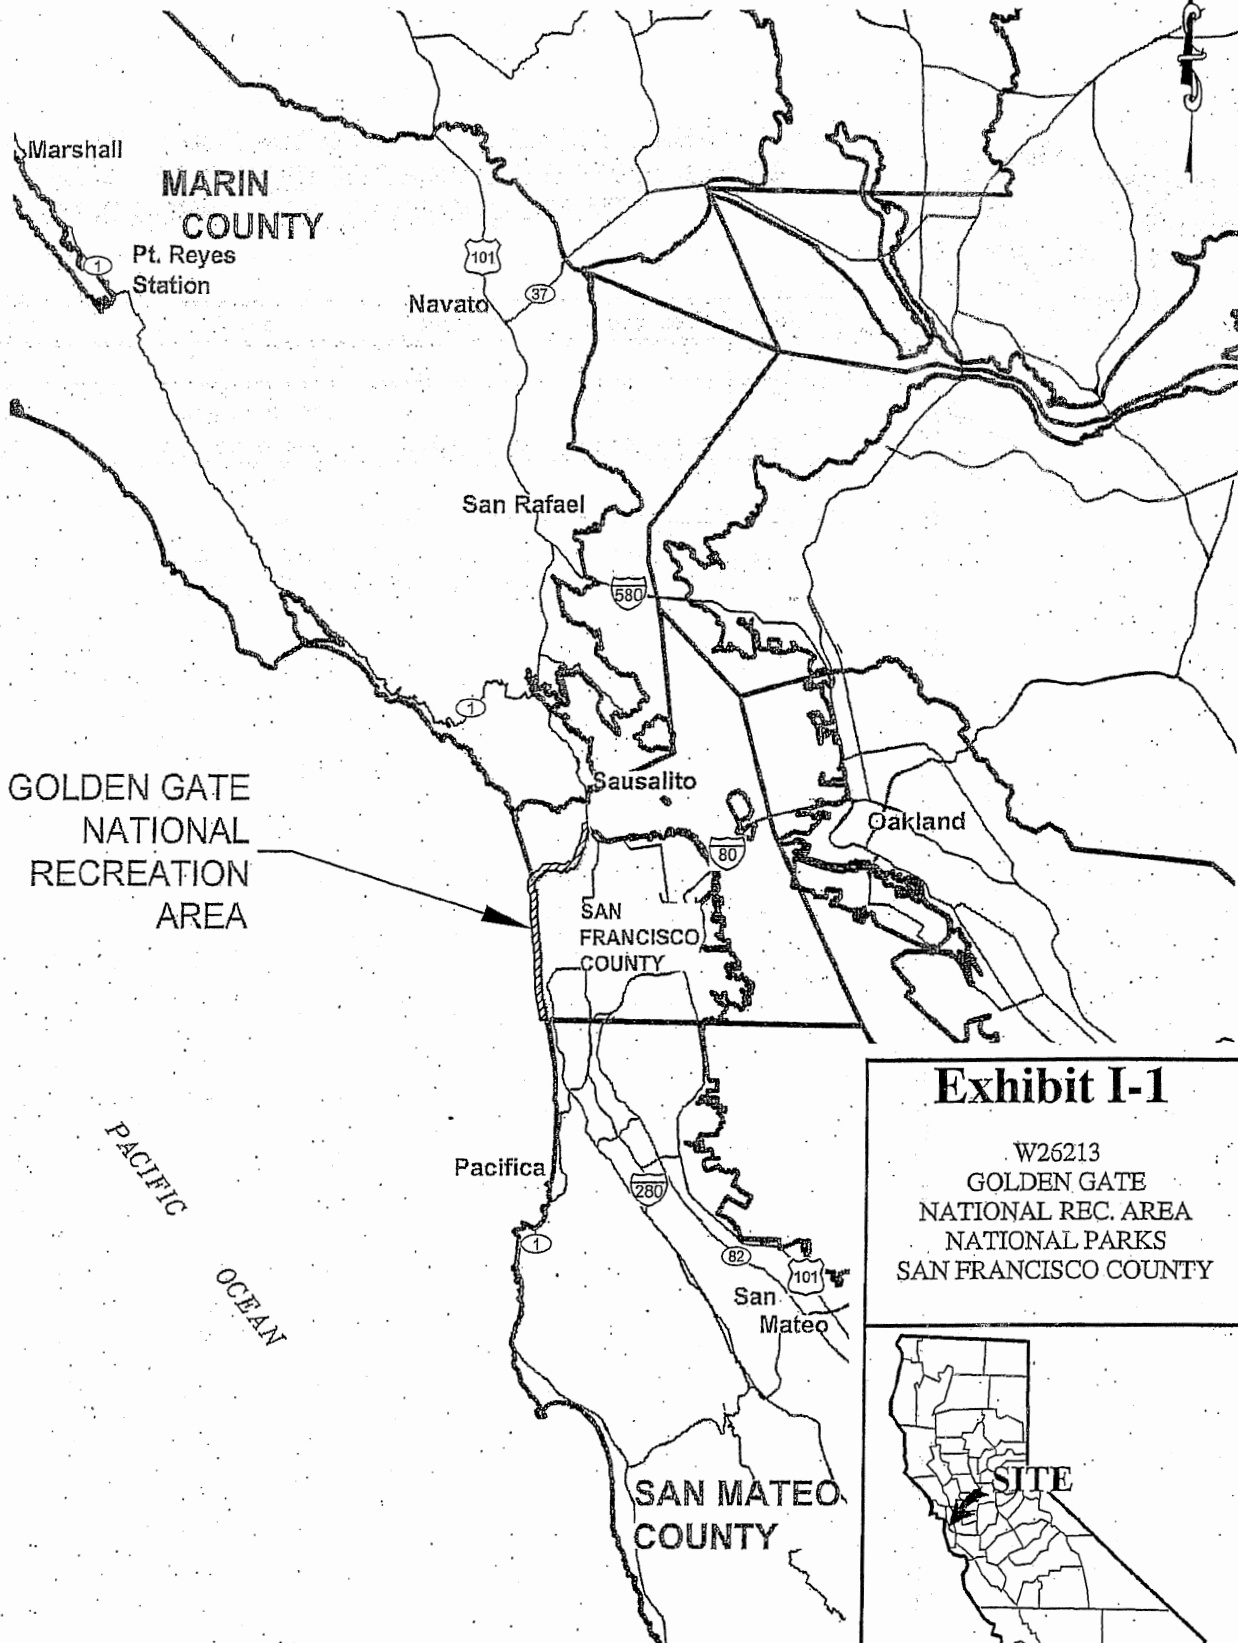 Marshall
MARIN
COUNTY
Pt. Reyes
Station
1
101
Navato
37
San Rafael
580
1
Sausalito
GOLDEN GATE
NATIONAL
RECREATION
AREA
Oakland
80
SAN
FRANCISCO
COUNTY
PACIFIC
OCEAN
Pacifica
280
1
82
101
San
Mateo
SAN MATEO
COUNTY
Exhibit I-1
W26213
GOLDEN GATE
NATIONAL REC. AREA
NATIONAL PARKS
SAN FRANCISCO COUNTY
SITE